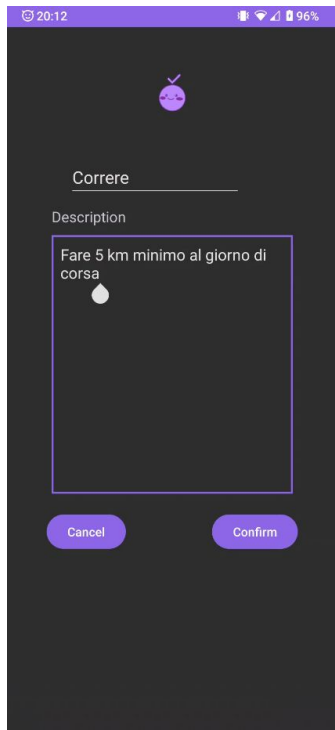 20:12 96%
Correre
Description
Fare 5 km minimo al giorno di
corsa
Cancel Confirm